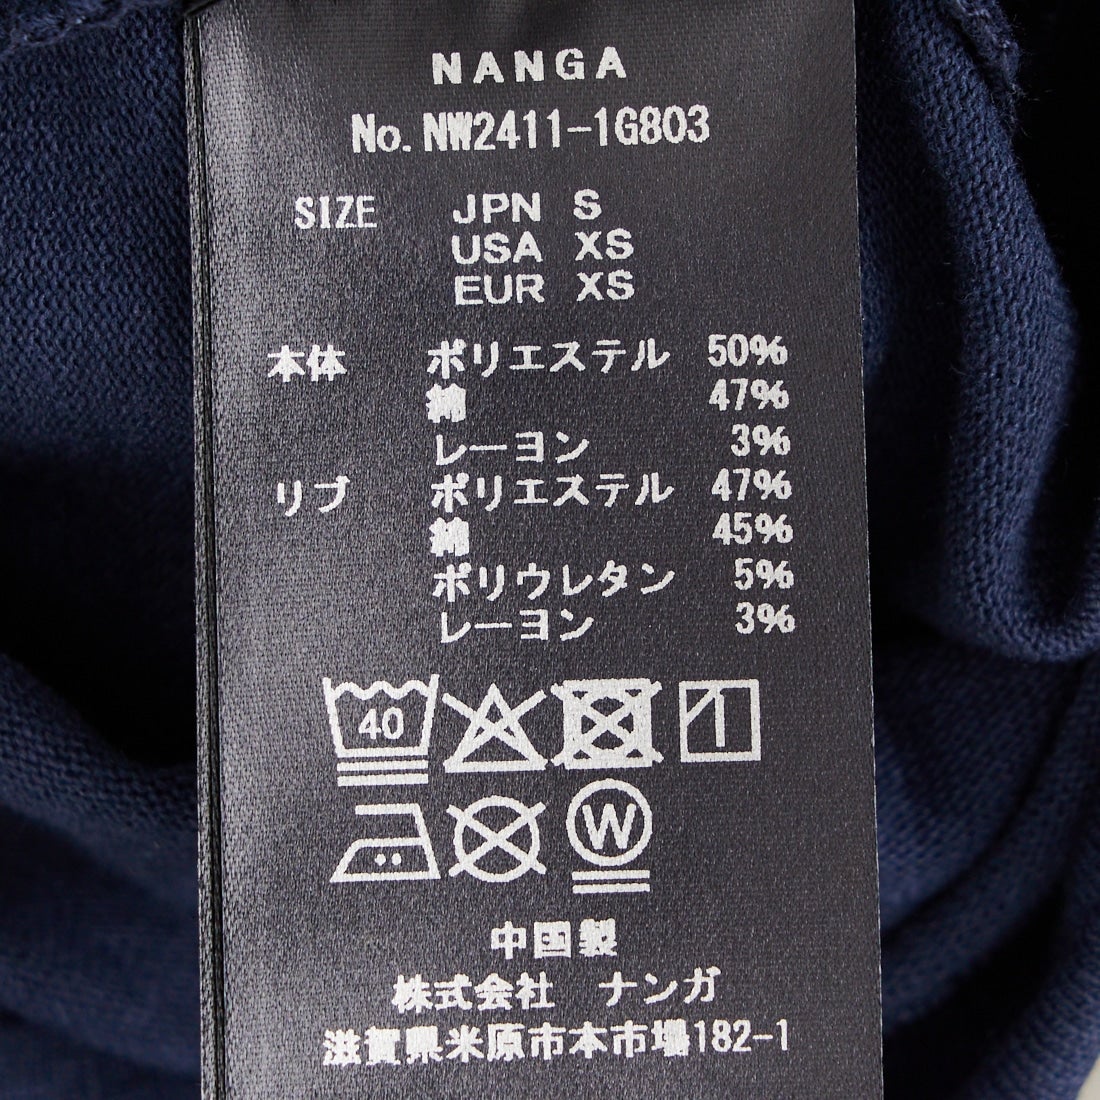 NANGA
No. NW2411-1G803
SIZE JPN S
USA XS
EUR XS
本体 ポリエステル 50%
綿 47%
レーヨン 3%
リブ ポリエステル 47%
綿 45%
ポリウレタン 5%
レーヨン 3%
40
W
中国製
株式会社 ナンガ
滋賀県米原市本市場182-1